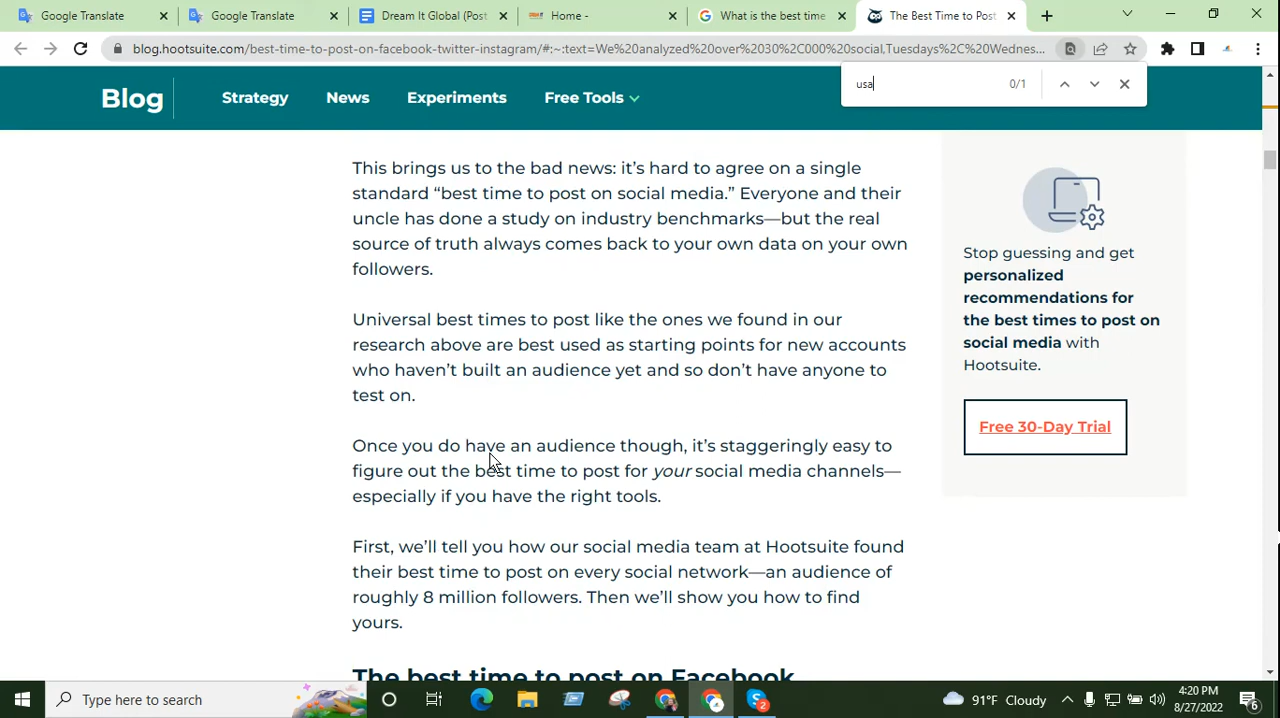 Google Translate
Google Translate
Dream It Global (Post
Home -
What is the best time
The Best Time to Post
blog.hootsuite.com/best-time-to-post-on-facebook-twitter-instagram/#:~:text=We%20analyzed%20over%2030%2C000%20social,Tuesdays%2C%20Wednes...
usa
0/1
Blog
Strategy
News
Experiments
Free Tools
This brings us to the bad news: it's hard to agree on a single
standard “best time to post on social media.” Everyone and their
uncle has done a study on industry benchmarks—but the real
source of truth always comes back to your own data on your own
followers.
Universal best times to post like the ones we found in our
research above are best used as starting points for new accounts
who haven't built an audience yet and so don't have anyone to
test on.
Once you do have an audience though, it's staggeringly easy to
figure out the best time to post for your social media channels—
especially if you have the right tools.
First, we'll tell you how our social media team at Hootsuite found
their best time to post on every social network—an audience of
roughly 8 million followers. Then we'll show you how to find
yours.
The best time to post on Facebook
Stop guessing and get
personalized
recommendations for
the best times to post on
social media with
Hootsuite.
Free 30-Day Trial
Type here to search
2
91°F Cloudy
4:20 PM
8/27/2022
6